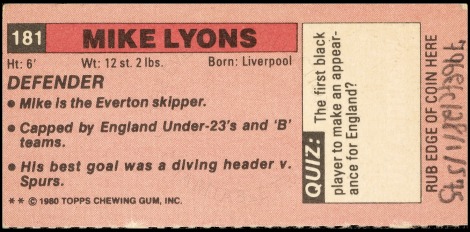 181 MIKE LYONS
Ht: 6' Wt: 12 st. 2 lbs. Born: Liverpool
DEFENDER
● Mike is the Everton skipper.
● Capped by England Under-23's and 'B'
teams.
● His best goal was a diving header v.
Spurs.
** © 1980 TOPPS CHEWING GUM, INC.
QUIZ: The first black
player to make an appear-
ance for England?
RUB EDGE OF COIN HERE